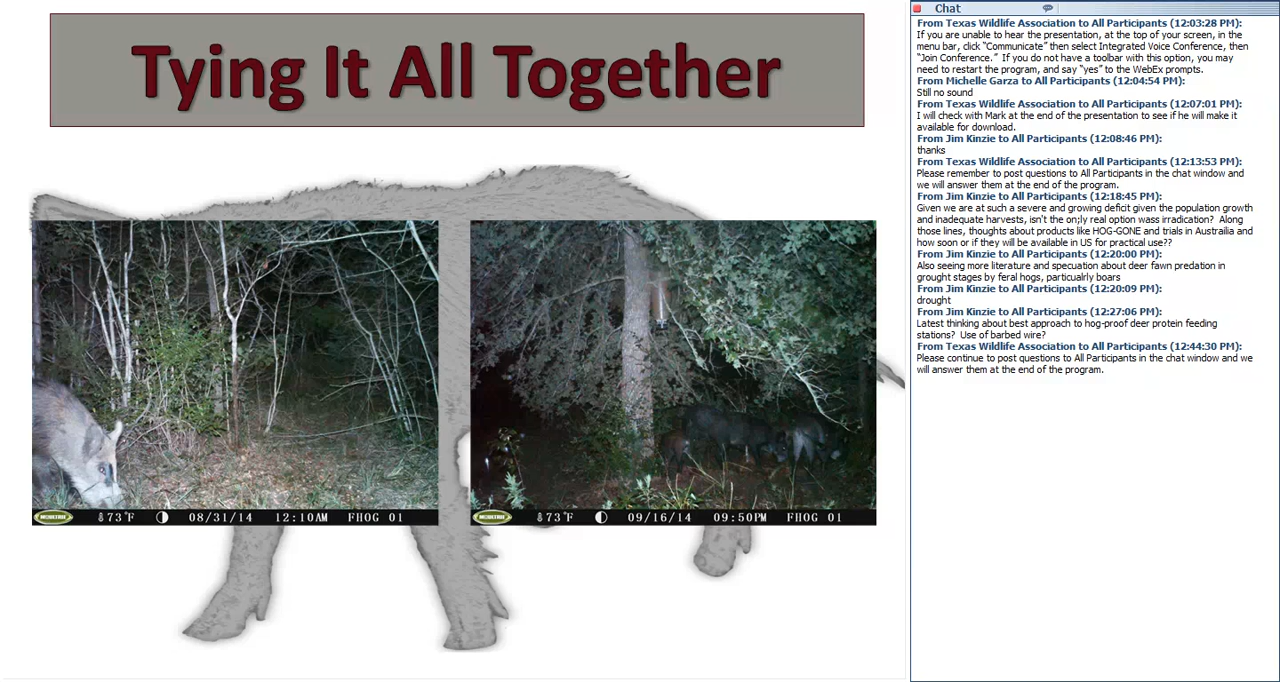 Tying It All Together
MOULTRIE 73°F 08/31/14 12:10AM FHOG 01
MOULTRIE 73°F 09/16/14 09:50PM FHOG 01
Chat
From Texas Wildlife Association to All Participants (12:03:28 PM):
If you are unable to hear the presentation, at the top of your screen, in the
menu bar, click “Communicate” then select Integrated Voice Conference, then
“Join Conference.” If you do not have a toolbar with this option, you may
need to restart the program, and say “yes” to the WebEx prompts.
From Michelle Garza to All Participants (12:04:54 PM):
Still no sound
From Texas Wildlife Association to All Participants (12:07:01 PM):
I will check with Mark at the end of the presentation to see if he will make it
available for download.
From Jim Kinzie to All Participants (12:08:46 PM):
thanks
From Texas Wildlife Association to All Participants (12:13:53 PM):
Please remember to post questions to All Participants in the chat window and
we will answer them at the end of the program.
From Jim Kinzie to All Participants (12:18:45 PM):
Given we are at such a severe and growing deficit given the population growth
and inadequate harvests, isn't the on;ly real option wass irradication? Along
those lines, thoughts about products like HOG-GONE and trials in Austrailia and
how soon or if they will be available in US for practical use??
From Jim Kinzie to All Participants (12:20:00 PM):
Also seeing more literature and specuation about deer fawn predation in
grought stages by feral hogs, particualrly boars
From Jim Kinzie to All Participants (12:20:09 PM):
drought
From Jim Kinzie to All Participants (12:27:06 PM):
Latest thinking about best approach to hog-proof deer protein feeding
stations? Use of barbed wire?
From Texas Wildlife Association to All Participants (12:44:30 PM):
Please continue to post questions to All Participants in the chat window and we
will answer them at the end of the program.